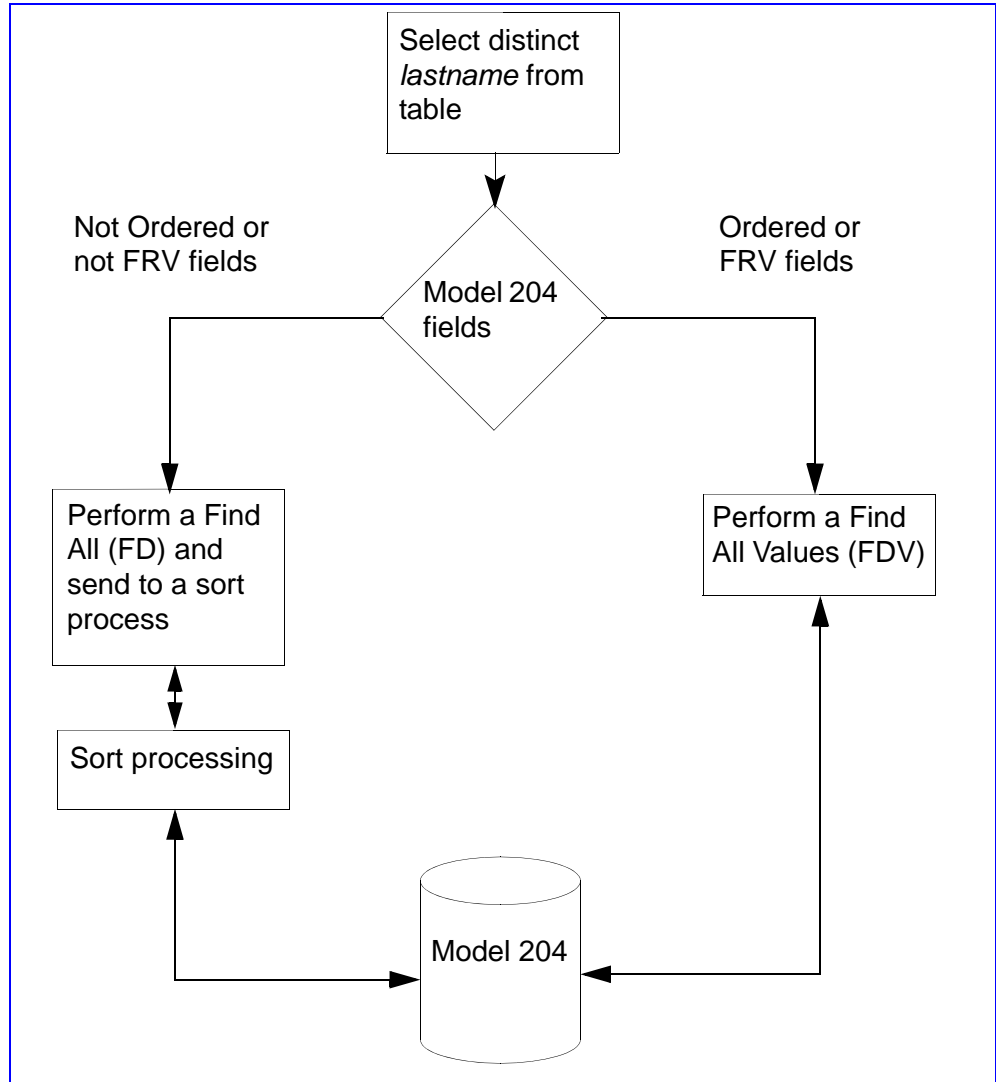 Select distinct
lastname from
table
Not Ordered or
not FRV fields
Ordered or
FRV fields
Model 204
fields
Perform a Find
All (FD) and
send to a sort
process
Perform a Find
All Values (FDV)
Sort processing
Model 204